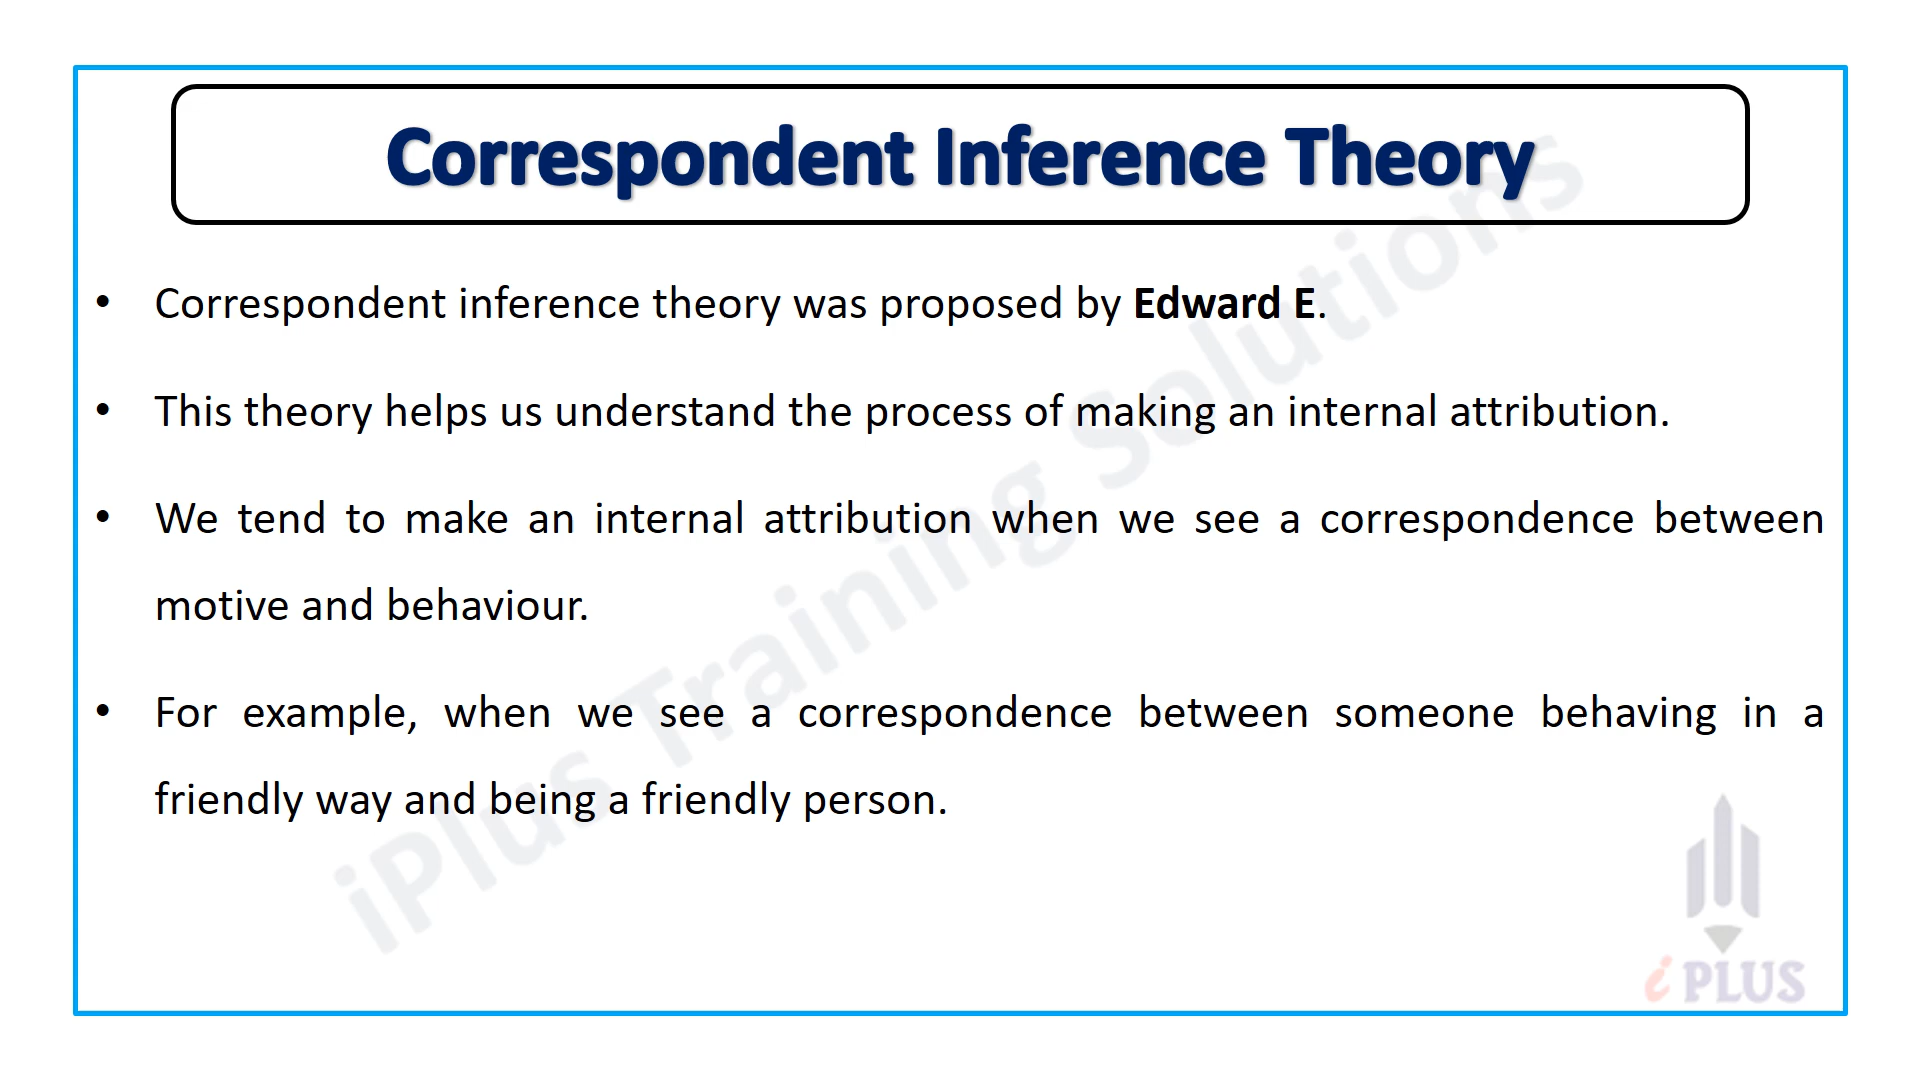 Correspondent Inference Theory
• Correspondent inference theory was proposed by Edward E.
• This theory helps us understand the process of making an internal attribution.
• We tend to make an internal attribution when we see a correspondence between
motive and behaviour.
• For example, when we see a correspondence between someone behaving in a
friendly way and being a friendly person.
iPlus Training Solutions
i PLUS